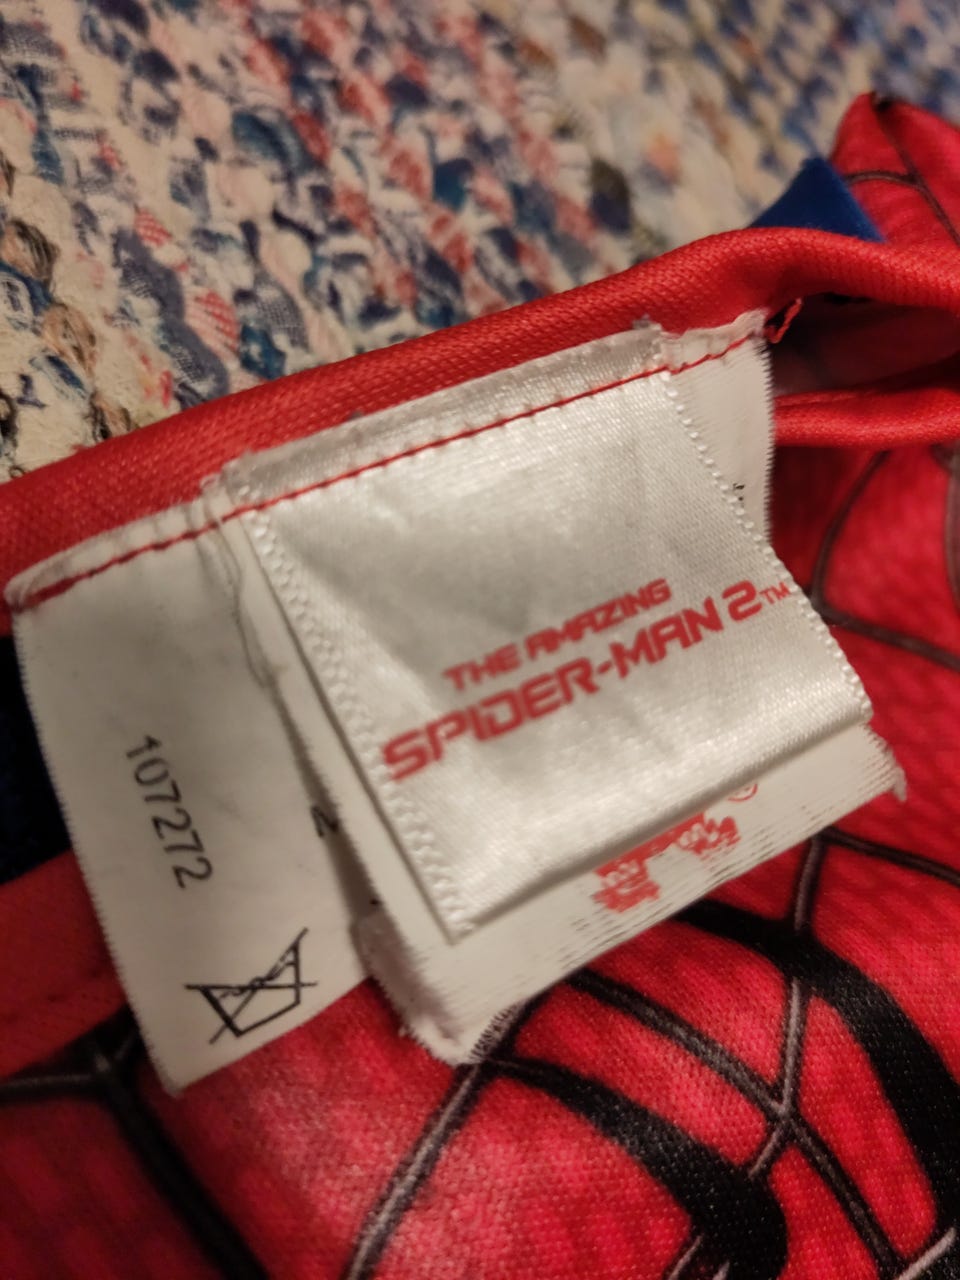 THE AMAZING
SPIDER-MAN 2™
®
107272